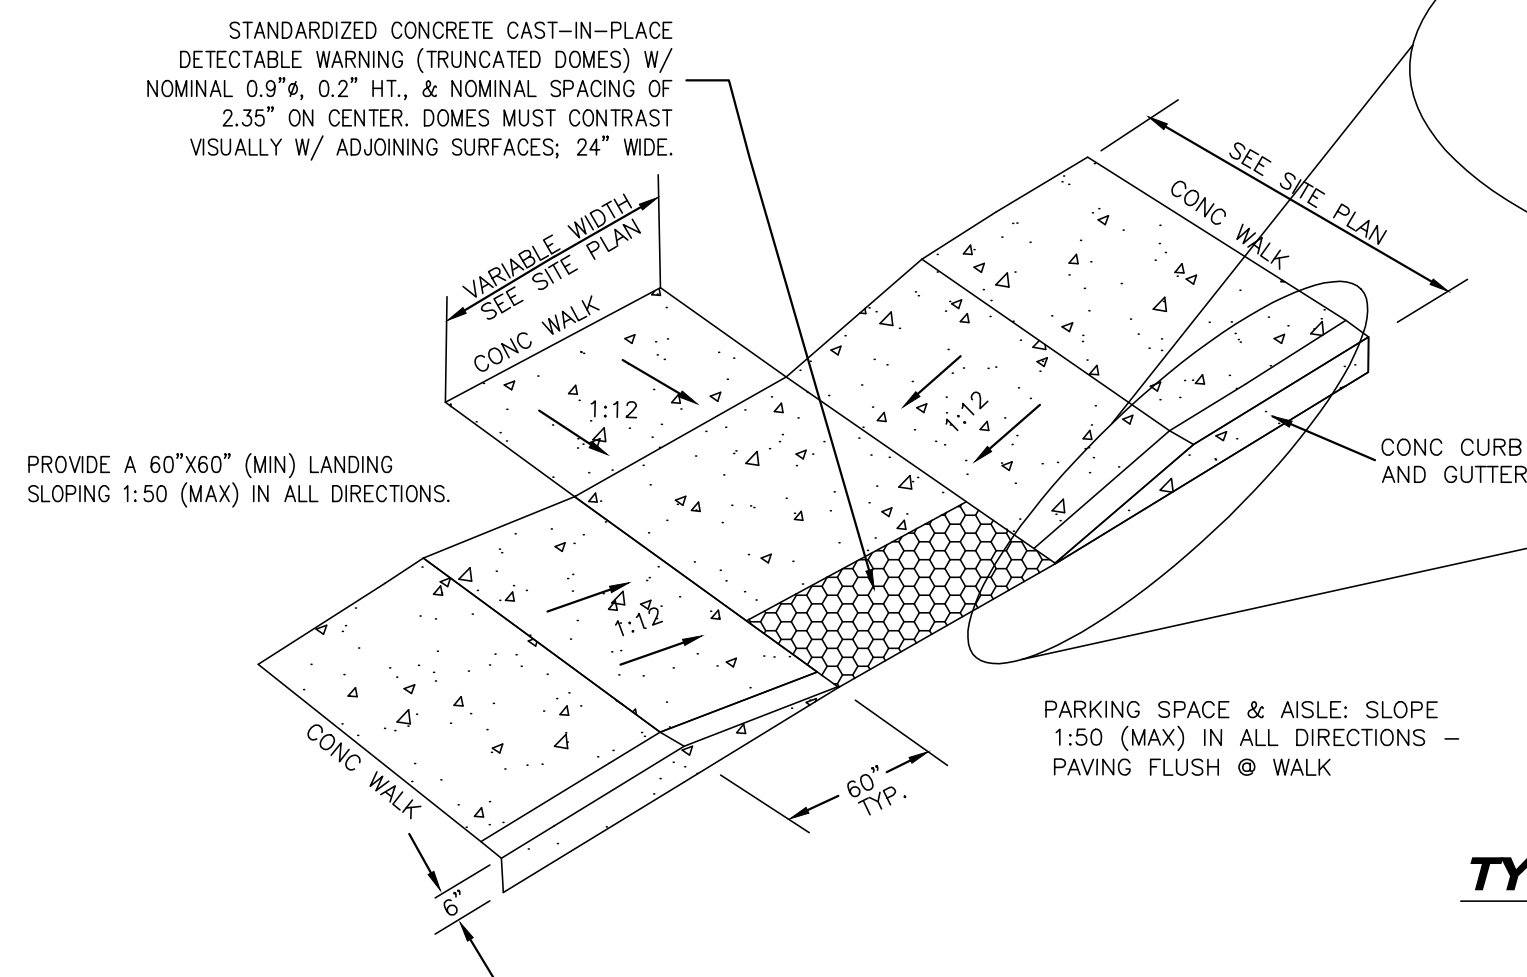 STANDARDIZED CONCRETE CAST-IN-PLACE
DETECTABLE WARNING (TRUNCATED DOMES) W/
NOMINAL 0.9"ø, 0.2" HT., & NOMINAL SPACING OF
2.35" ON CENTER. DOMES MUST CONTRAST
VISUALLY W/ ADJOINING SURFACES; 24" WIDE.
SEE SITE PLAN
CONC WALK
VARIABLE WIDTH
SEE SITE PLAN
CONC WALK
1:12
1:12
CONC CURB
AND GUTTER
PROVIDE A 60"X60" (MIN) LANDING
SLOPING 1:50 (MAX) IN ALL DIRECTIONS.
1:12
CONC WALK
PARKING SPACE & AISLE: SLOPE
1:50 (MAX) IN ALL DIRECTIONS –
PAVING FLUSH @ WALK
60"
TYP.
6"
TY